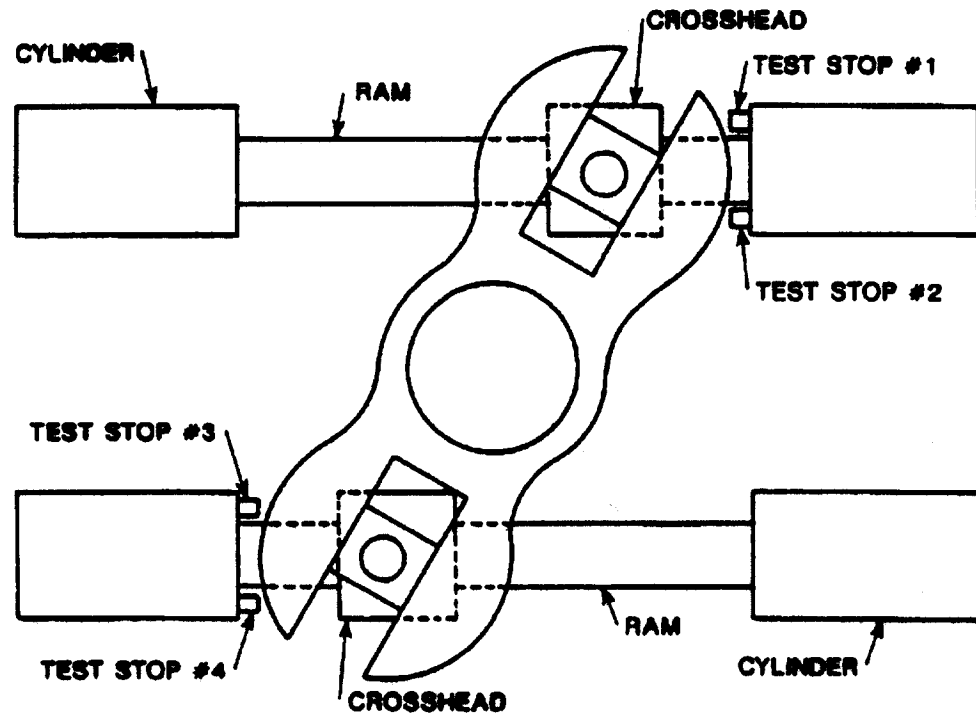 CROSSHEAD
CYLINDER
TEST STOP #1
RAM
TEST STOP #2
TEST STOP #3
RAM
TEST STOP #4
CYLINDER
CROSSHEAD